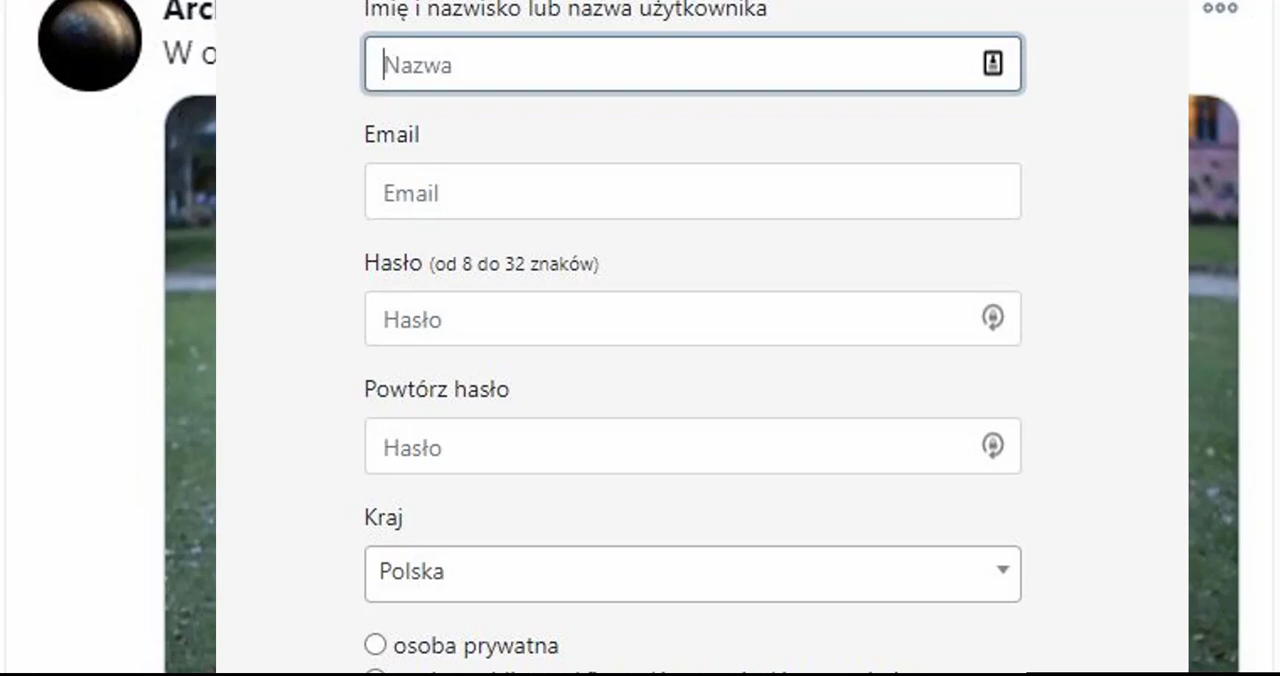 Imię i nazwisko lub nazwa użytkownika
W o
Nazwa
Email
Email
Hasło (od 8 do 32 znaków)
Hasło
Powtórz hasło
Hasło
Kraj
Polska
osoba prywatna